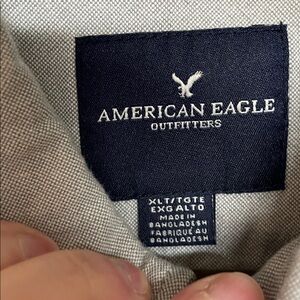 AMERICAN EAGLE
OUTFITTERS
XLT/TGTE
EXG ALTO
MADE IN
BANGLADESH
FABRIQUÉ AU
BANGLADESH